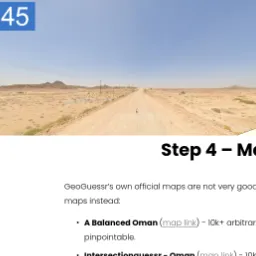 45
Step 4 – M
GeoGuessr's own official maps are not very good
maps instead:
• A Balanced Oman (map link) - 10k+ arbitrar
pinpointable.
• Intersectionguessr - Oman (map link) - 10k